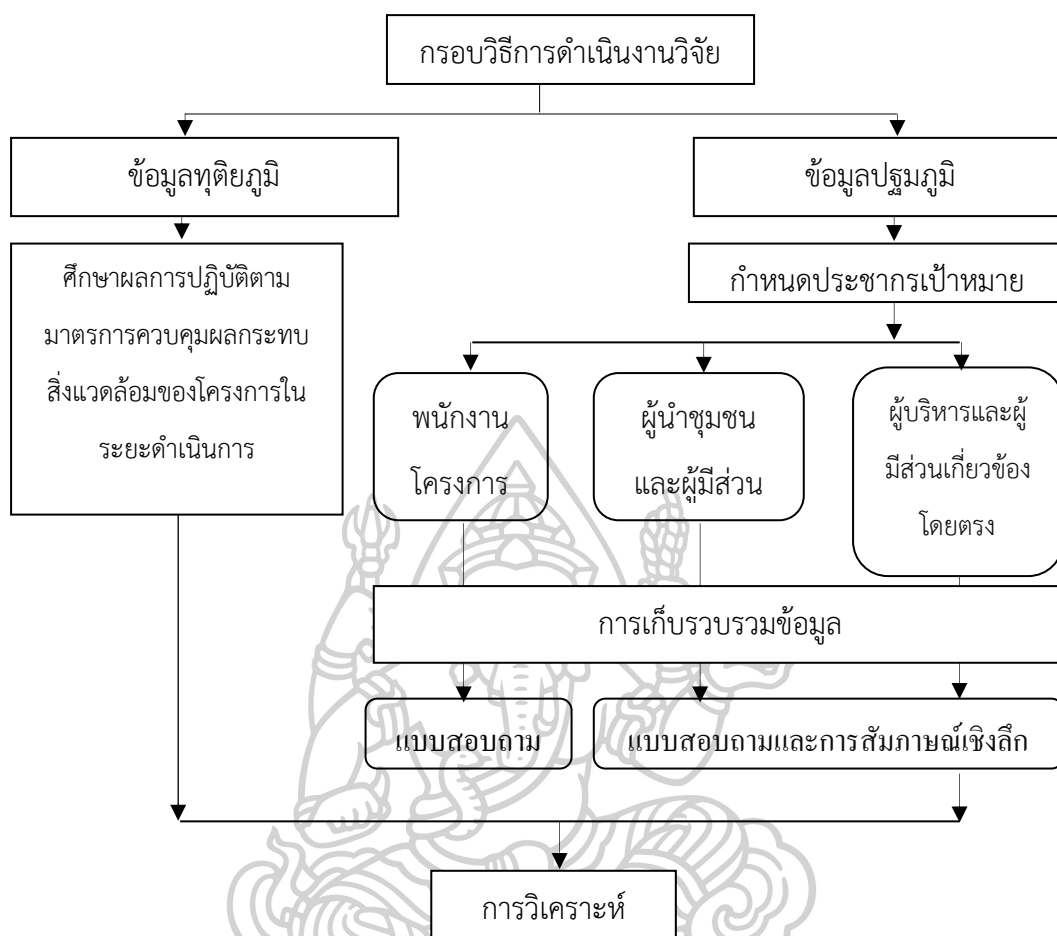 กรอบวิธีการดำเนินงานวิจัย
ข้อมูลทุติยภูมิ
ข้อมูลปฐมภูมิ
ศึกษาผลการปฏิบัติตาม
มาตรการควบคุมผลกระทบ
สิ่งแวดล้อมของโครงการใน
ระยะดำเนินการ
กำหนดประชากรเป้าหมาย
พนักงาน
โครงการ
ผู้นำชุมชน
และผู้มีส่วน
ผู้บริหารและผู้
มีส่วนเกี่ยวข้อง
โดยตรง
การเก็บรวบรวมข้อมูล
แบบสอบถาม
แบบสอบถามและการสัมภาษณ์เชิงลึก
การวิเคราะห์